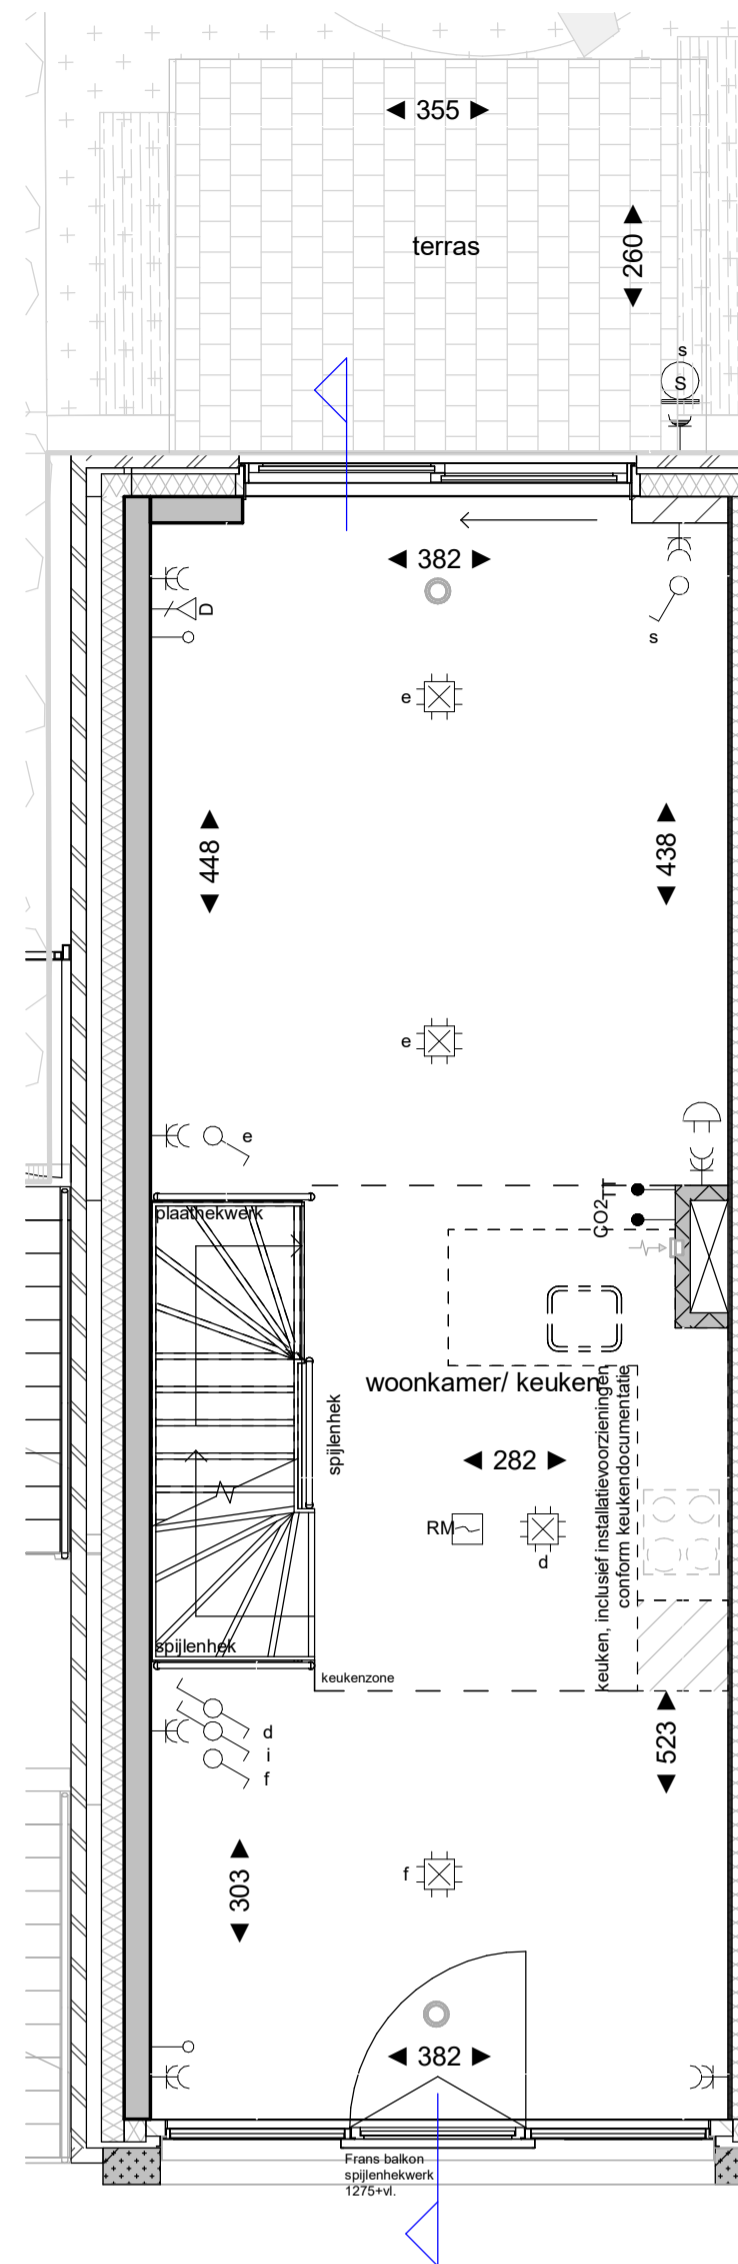 355
terras
260
s
S
382
D
s
e
448
438
e
e
CO2
TT
plaathekwerk
woonkamer/ keuken
spijlenhek
keuken, inclusief installatievoorzieningen
conform keukendocumentatie
282
RM
d
spijlenhek
keukenzone
d
i
f
523
303
f
382
Frans balkon
spijlenhekwerk
1275+vl.